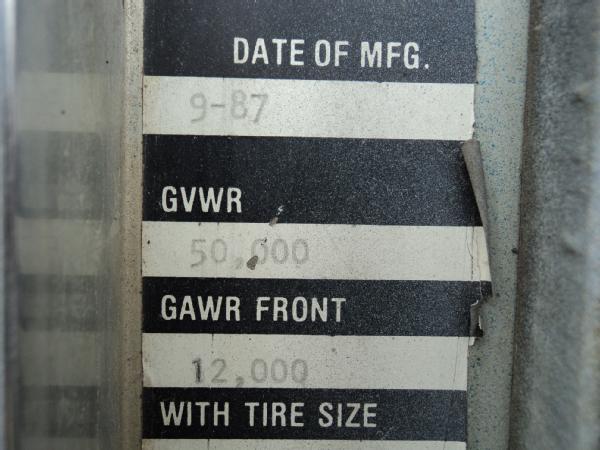 DATE OF MFG.
9-87
GVWR
50,000
GAWR FRONT
12,000
WITH TIRE SIZE